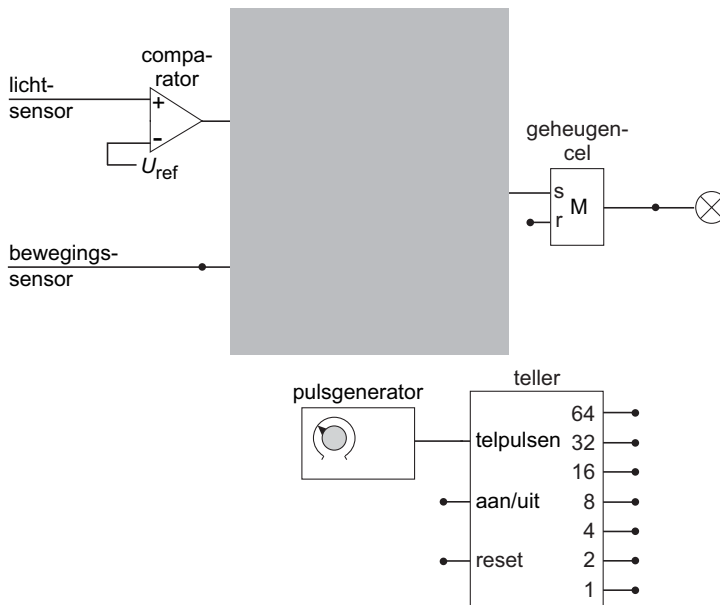 compa-
rator
licht-
sensor
+
-
Uref
geheugen-
cel
s
M
r
bewegings-
sensor
pulsgenerator
teller
telpulsen
aan/uit
reset
64
32
16
8
4
2
1